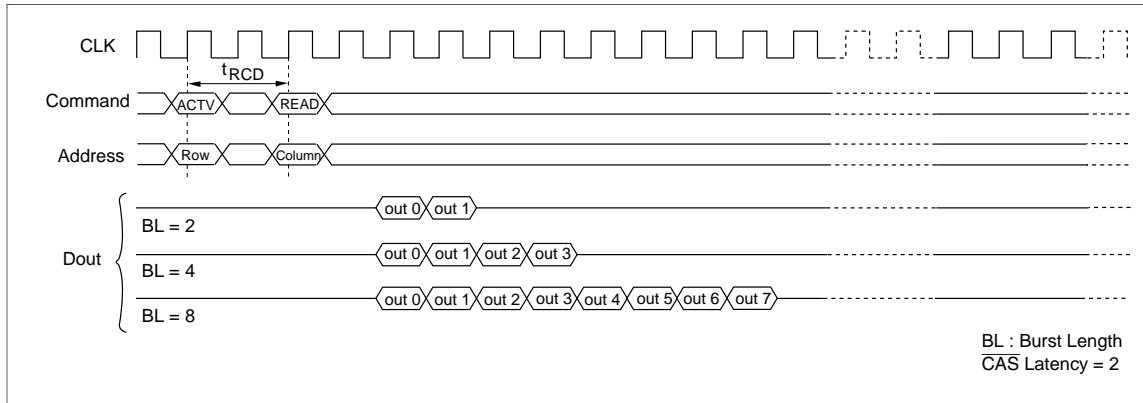 CLK
tRCD
Command ACTV READ
Address Row Column
out 0 out 1
BL = 2
Dout
out 0 out 1 out 2 out 3
BL = 4
out 0 out 1 out 2 out 3 out 4 out 5 out 6 out 7
BL = 8
BL : Burst Length
CAS Latency = 2